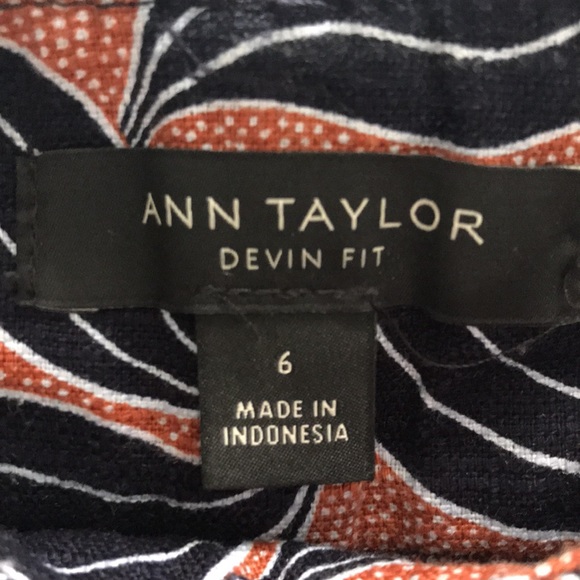 ANN TAYLOR
DEVIN FIT
6
MADE IN
INDONESIA